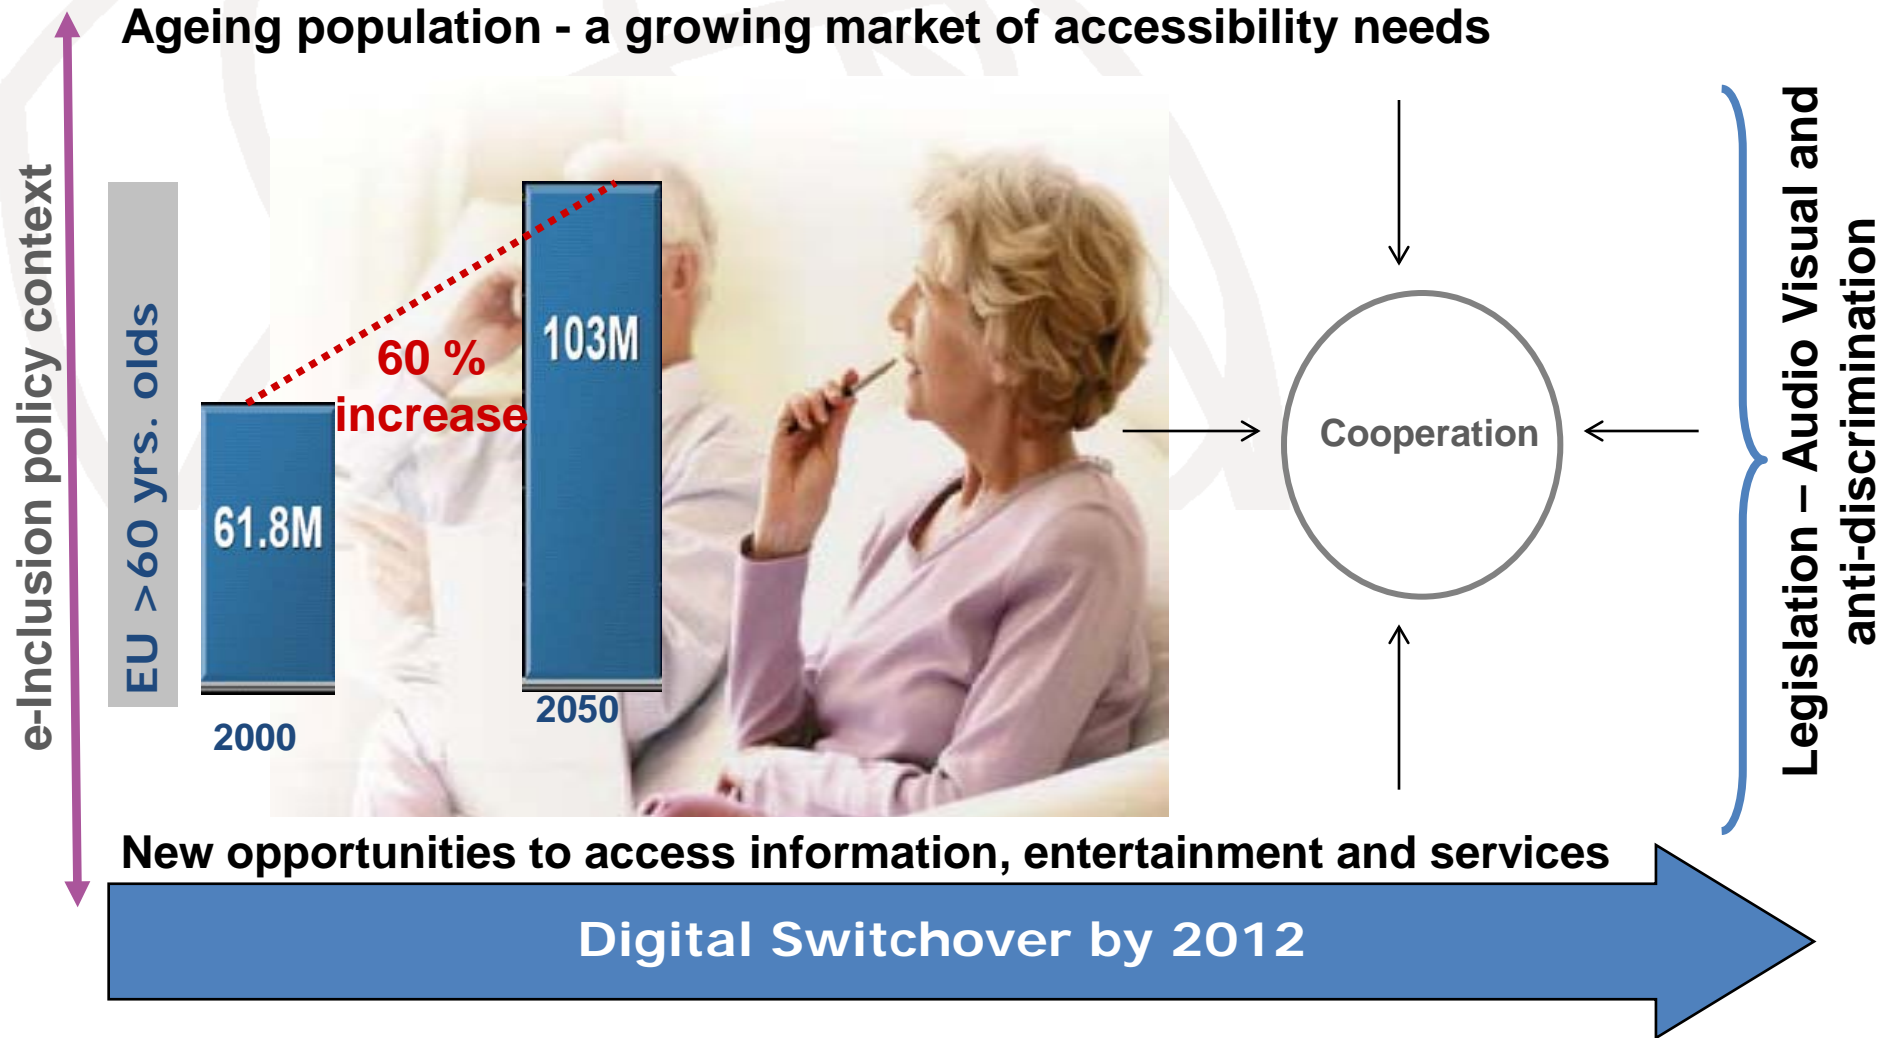 Ageing population - a growing market of accessibility needs
e-Inclusion policy context
EU >60 yrs. olds
61.8M
2000
60 %
increase
103M
2050
Cooperation
Legislation – Audio Visual and
anti-discrimination
New opportunities to access information, entertainment and services
Digital Switchover by 2012